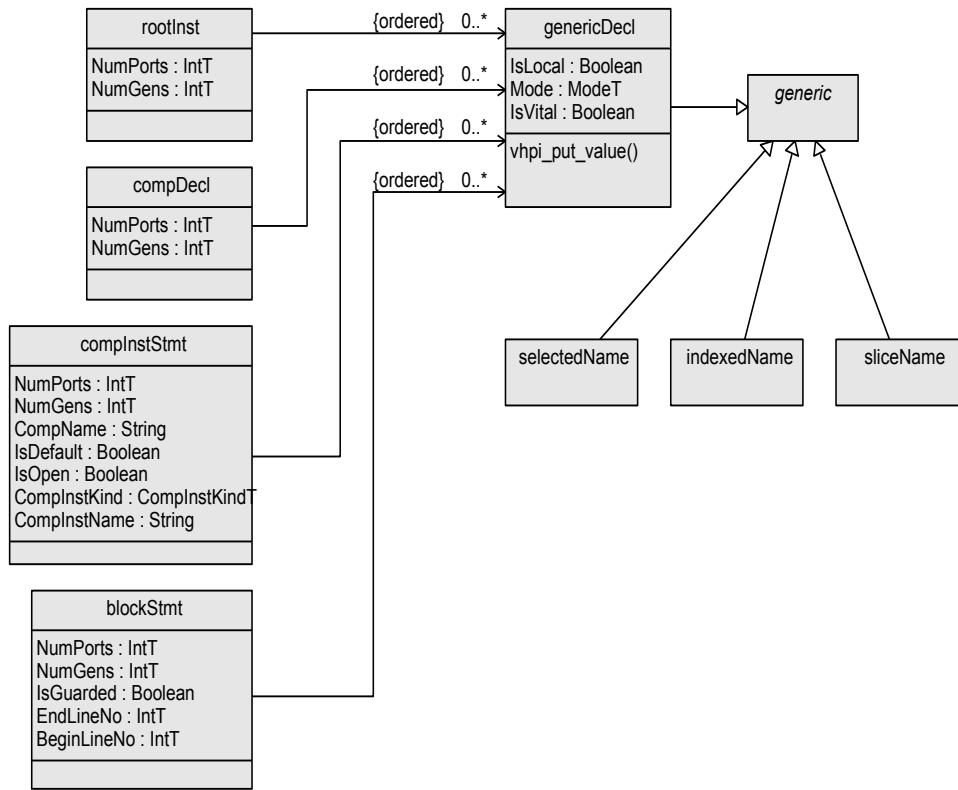 rootInst
NumPorts : IntT
NumGens : IntT
{ordered} 0..*
compDecl
NumPorts : IntT
NumGens : IntT
{ordered} 0..*
compInstStmt
NumPorts : IntT
NumGens : IntT
CompName : String
IsDefault : Boolean
IsOpen : Boolean
CompInstKind : CompInstKindT
CompInstName : String
{ordered} 0..*
blockStmt
NumPorts : IntT
NumGens : IntT
IsGuarded : Boolean
EndLineNo : IntT
BeginLineNo : IntT
{ordered} 0..*
genericDecl
IsLocal : Boolean
Mode : ModeT
IsVital : Boolean
vhpi_put_value()
generic
selectedName
indexedName
sliceName